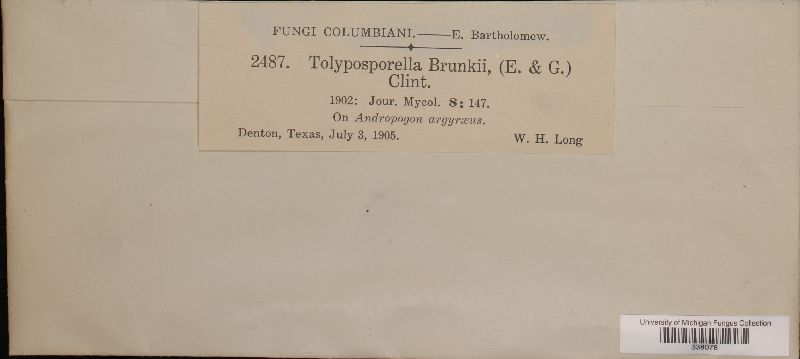 FUNGI COLUMBIANI.——E. Bartholomew.
2487. Tolyposporella Brunkii, (E. & G.)
Clint.
1902: Jour. Mycol. 8: 147.
On Andropogon argyræus.
Denton, Texas, July 3, 1905. W. H. Long
University of Michigan Fungus Collection
338076